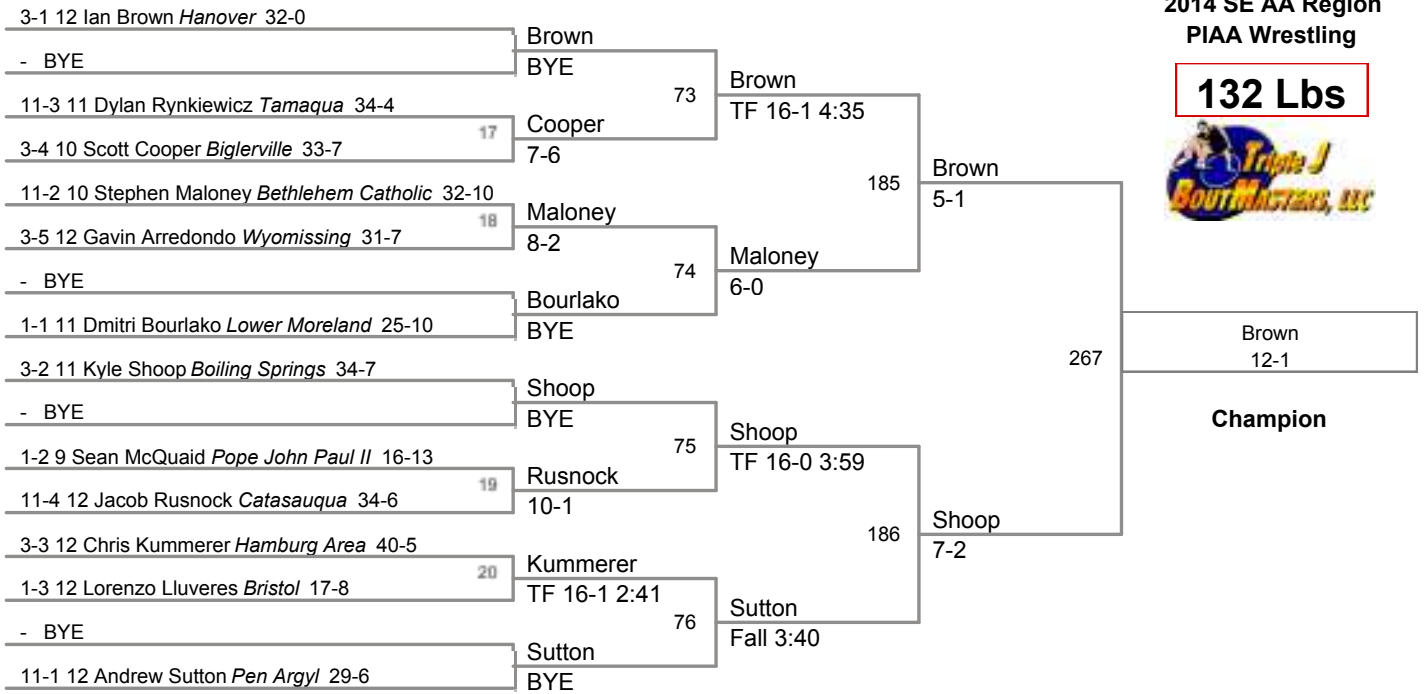 2014 SE AA Region
PIAA Wrestling
132 Lbs
Triple J
BOUTMASTERS, LLC
3-1 12 Ian Brown Hanover 32-0
- BYE
11-3 11 Dylan Rynkiewicz Tamaqua 34-4
17
3-4 10 Scott Cooper Biglerville 33-7
11-2 10 Stephen Maloney Bethlehem Catholic 32-10
18
3-5 12 Gavin Arredondo Wyomissing 31-7
- BYE
1-1 11 Dmitri Bourlako Lower Moreland 25-10
3-2 11 Kyle Shoop Boiling Springs 34-7
- BYE
1-2 9 Sean McQuaid Pope John Paul II 16-13
19
11-4 12 Jacob Rusnock Catasauqua 34-6
3-3 12 Chris Kummerer Hamburg Area 40-5
20
1-3 12 Lorenzo Lluveres Bristol 17-8
- BYE
11-1 12 Andrew Sutton Pen Argyl 29-6
Brown
BYE
73
Cooper
7-6
Maloney
8-2
74
Bourlako
BYE
Shoop
BYE
75
Rusnock
10-1
Kummerer
TF 16-1 2:41
76
Sutton
BYE
Brown
TF 16-1 4:35
185
Maloney
6-0
Shoop
TF 16-0 3:59
186
Sutton
Fall 3:40
Brown
5-1
267
Shoop
7-2
Brown
12-1
Champion